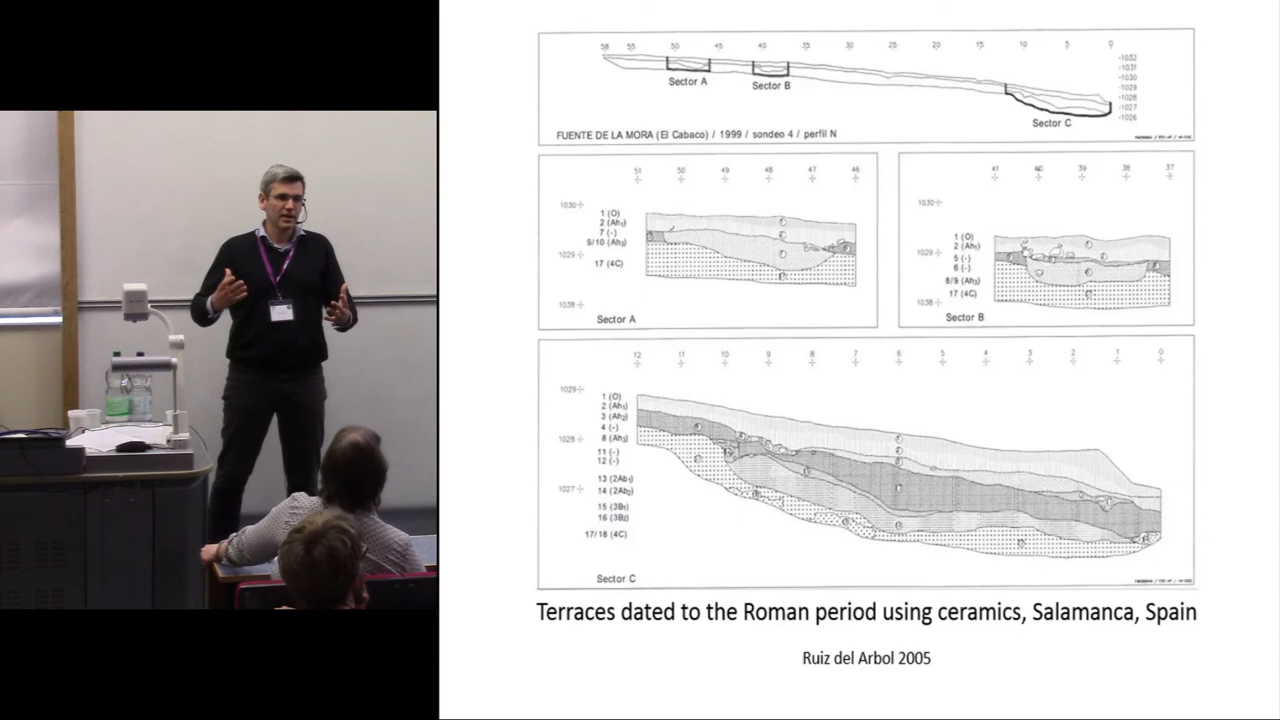 58 55 50 45 40 35 30 25 20 15 10 5 0
-1032
-1031
-1030
-1029
-1028
-1027
-1026
Sector A
Sector B
Sector C
FUENTE DE LA MORA (El Cabaco) / 1999 / sondeo 4 / perfil N
51 50 49 48 47 46
1030
1 (O)
2 (Ah1)
7 (-)
9/10 (Ah3)
1029
17 (4C)
1038
Sector A
41 40 39 38 37
1030
1 (O)
2 (Ah1)
1029
5 (-)
6 (-)
8/9 (Ah3)
17 (4C)
1038
Sector B
12 11 10 9 8 7 6 5 4 3 2 1 0
1029
1 (O)
2 (Ah1)
3 (Ah2)
4 (-)
1028
8 (Ah3)
11 (-)
12 (-)
13 (2Ab1)
1027
14 (2Ab2)
15 (3B1)
16 (3B2)
17/18 (4C)
Sector C
Terraces dated to the Roman period using ceramics, Salamanca, Spain
Ruiz del Arbol 2005